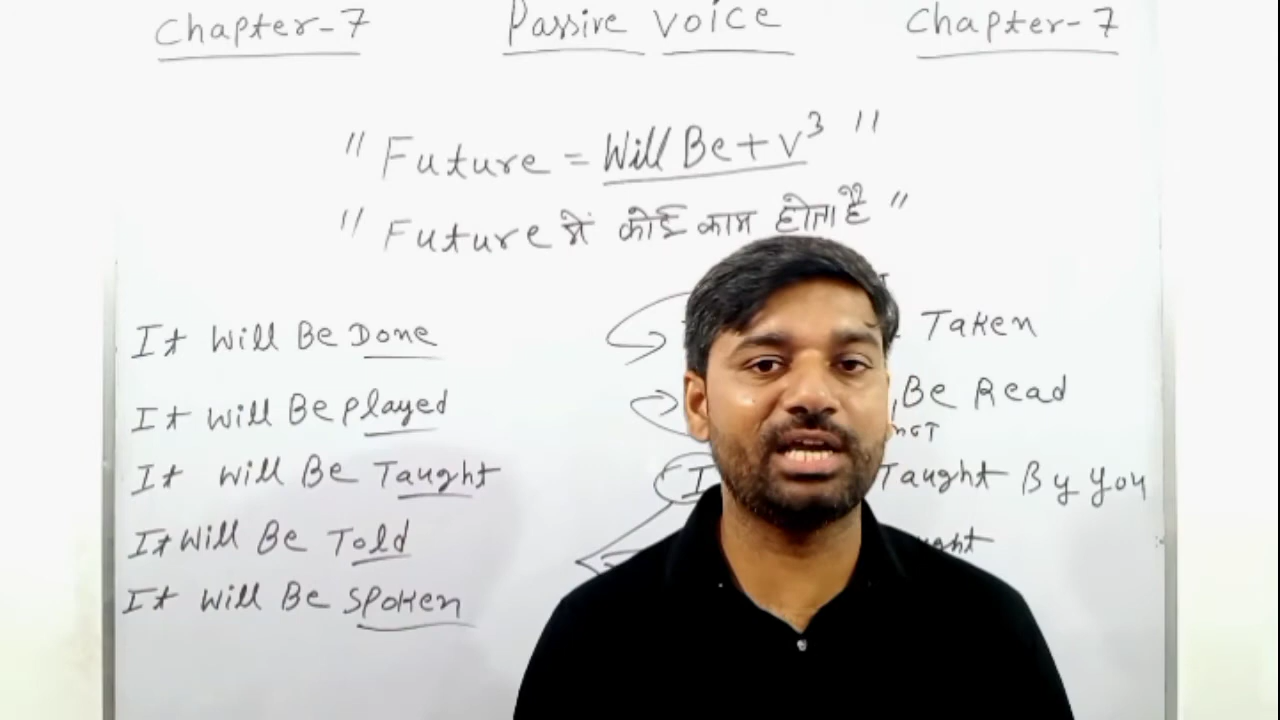 Chapter-7 Passive voice Chapter-7
" Future = Will Be + V³ "
" Future में कोई काम होता है "
It Will Be Done
It Will Be Played
It Will Be Taught
It Will Be Told
It Will Be Spoken
Taken
Be Read
not
I Taught By You